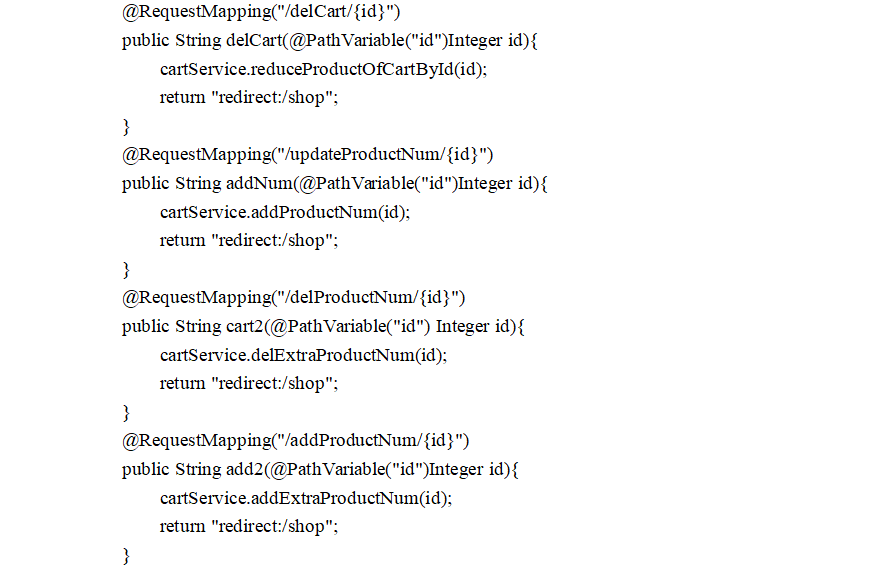 @RequestMapping("/delCart/{id}")
public String delCart(@PathVariable("id")Integer id){
cartService.reduceProductOfCartById(id);
return "redirect:/shop";
}
@RequestMapping("/updateProductNum/{id}")
public String addNum(@PathVariable("id")Integer id){
cartService.addProductNum(id);
return "redirect:/shop";
}
@RequestMapping("/delProductNum/{id}")
public String cart2(@PathVariable("id") Integer id){
cartService.delExtraProductNum(id);
return "redirect:/shop";
}
@RequestMapping("/addProductNum/{id}")
public String add2(@PathVariable("id")Integer id){
cartService.addExtraProductNum(id);
return "redirect:/shop";
}